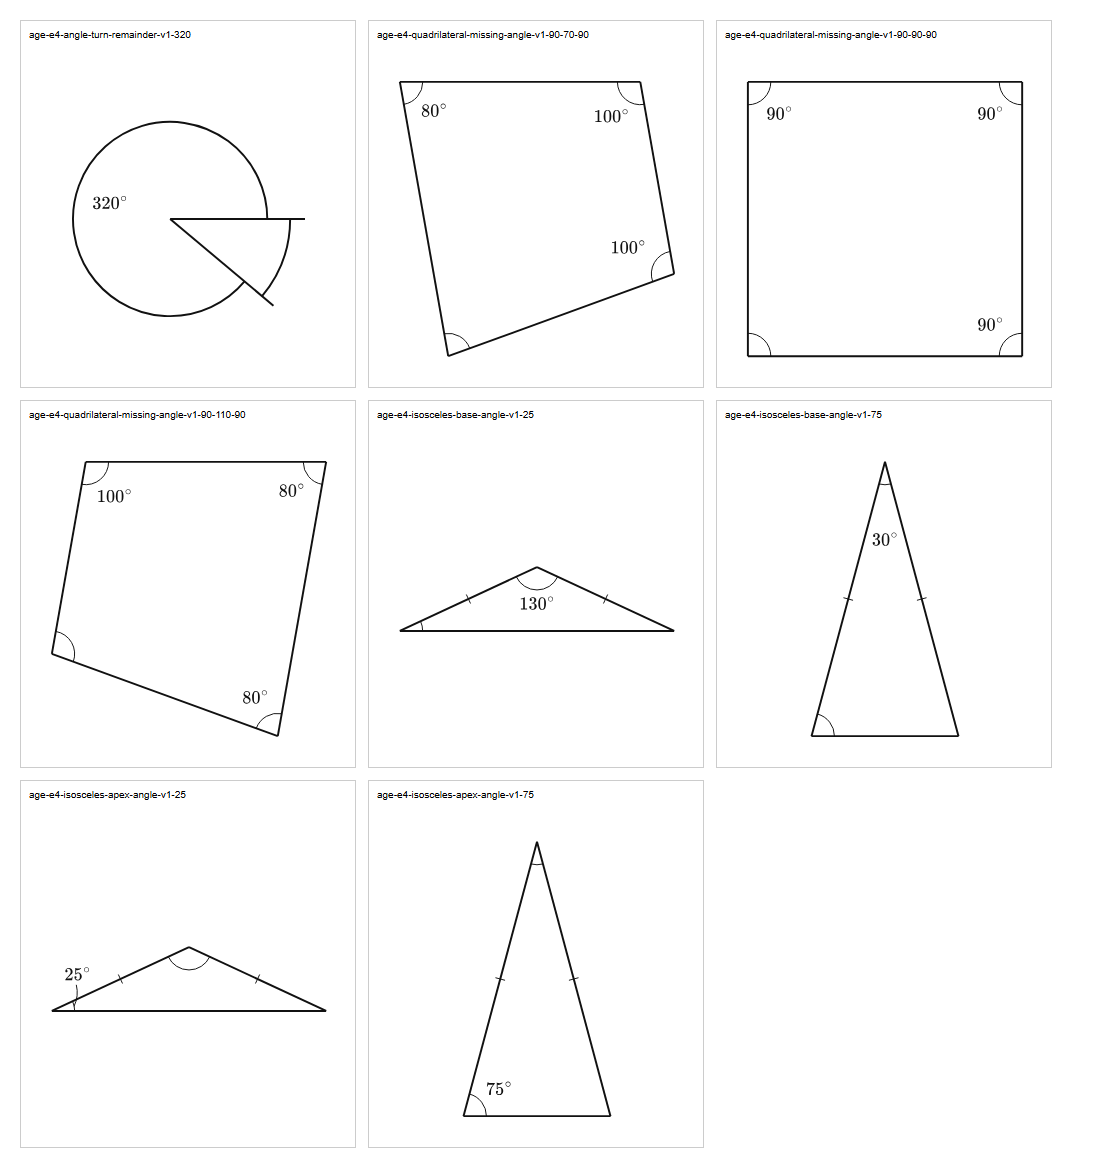 age-e4-angle-turn-remainder-v1-320
320°
age-e4-quadrilateral-missing-angle-v1-90-70-90
80°
100°
100°
age-e4-quadrilateral-missing-angle-v1-90-90-90
90°
90°
90°
age-e4-quadrilateral-missing-angle-v1-90-110-90
100°
80°
80°
age-e4-isosceles-base-angle-v1-25
130°
age-e4-isosceles-base-angle-v1-75
30°
age-e4-isosceles-apex-angle-v1-25
25°
age-e4-isosceles-apex-angle-v1-75
75°